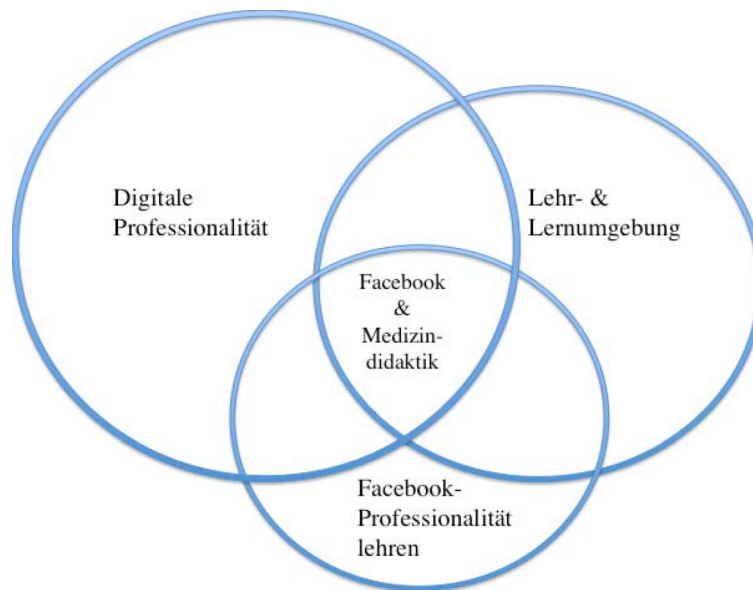 Digitale
Professionalität
Lehr- &
Lernumgebung
Facebook
&
Medizin-
didaktik
Facebook-
Professionalität
lehren